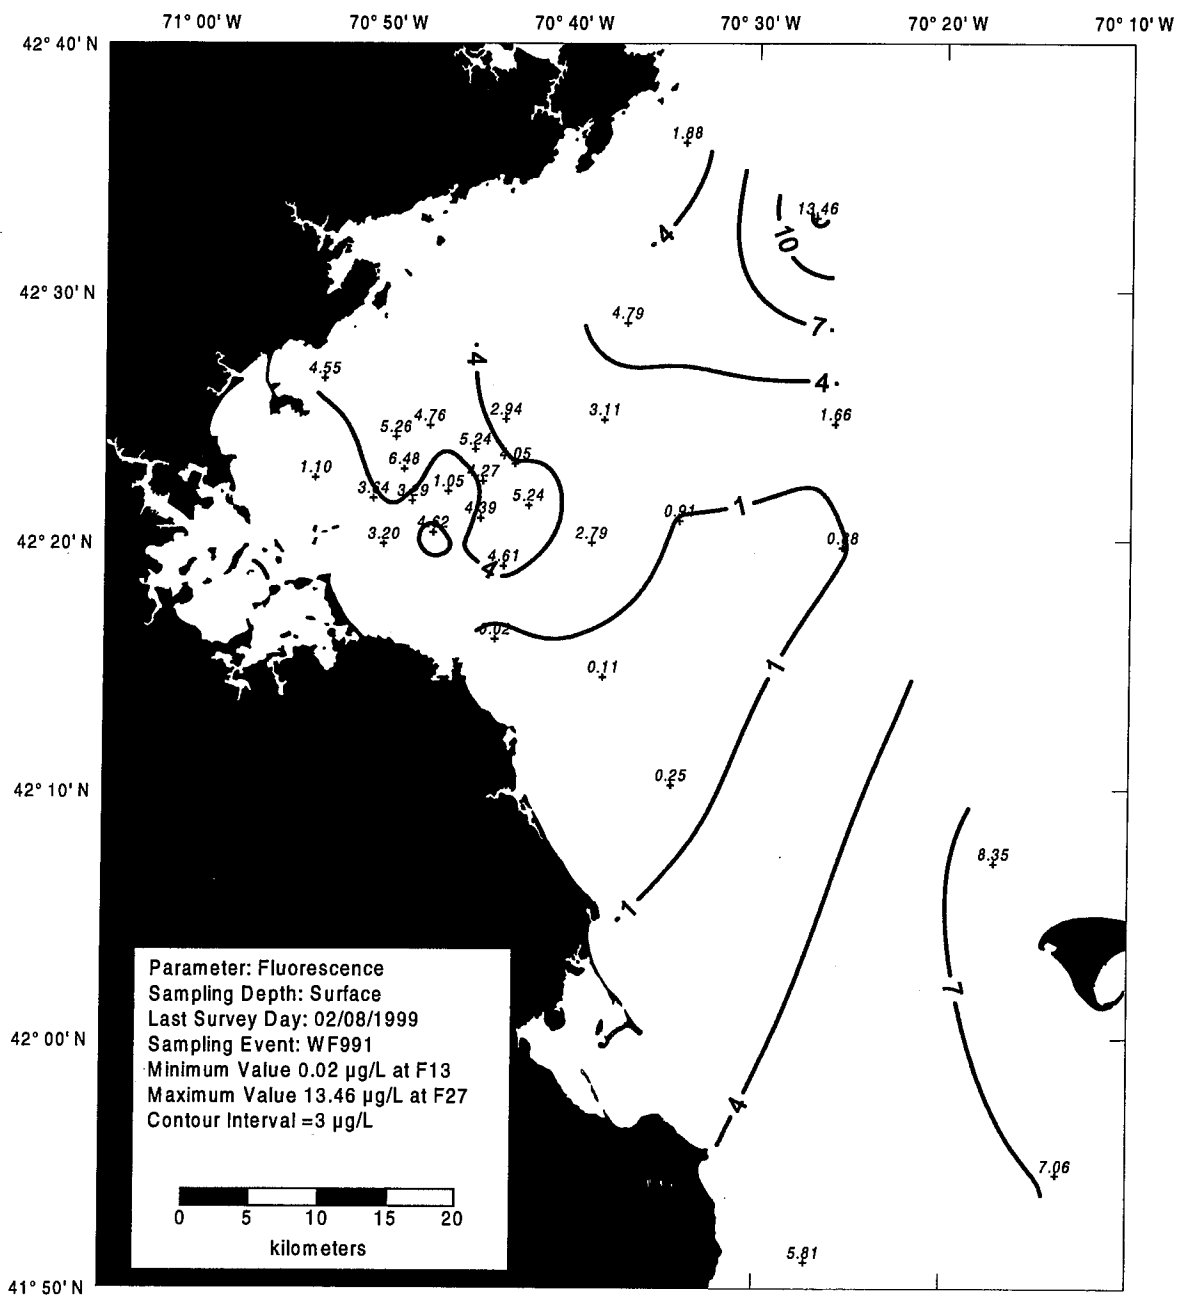 71° 00' W 70° 50' W 70° 40' W 70° 30' W 70° 20' W 70° 10' W
42° 40' N
1.88
13.46
4
10
42° 30' N
4.79
7
4
4.55
4
1.66
4.76
2.94
3.11
5.26
5.24
4.05
6.48
1.10
1.05
5.24
4.39
0.91
1
4.62
42° 20' N
3.20
2.79
4.61
4
0.11
1
0.25
42° 10' N
8.35
1
7
Parameter: Fluorescence
Sampling Depth: Surface
Last Survey Day: 02/08/1999
42° 00' N
Sampling Event: WF991
Minimum Value 0.02 µg/L at F13
Maximum Value 13.46 µg/L at F27
Contour Interval =3 µg/L
4
7.06
0 5 10 15 20
kilometers
5.81
41° 50' N